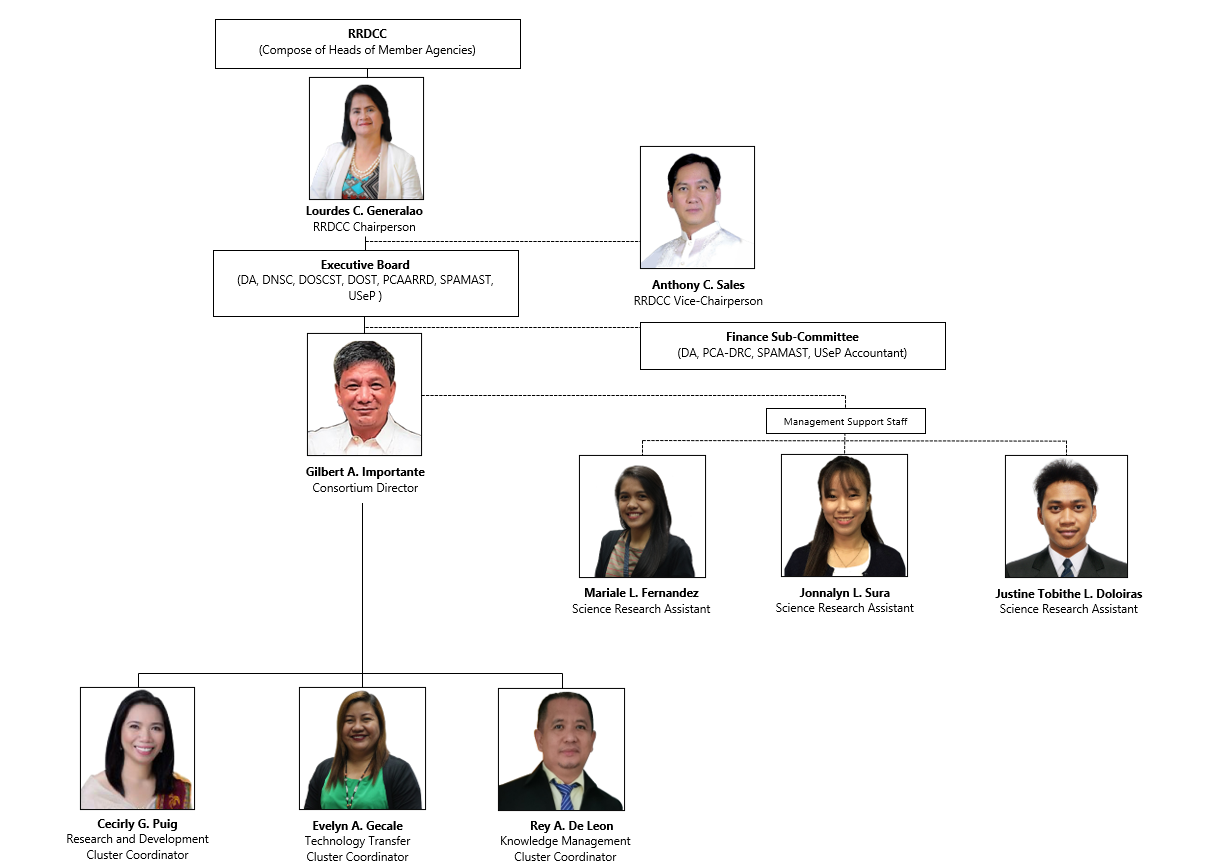 RRDCC
(Compose of Heads of Member Agencies)
Lourdes C. Generalao
RRDCC Chairperson
Anthony C. Sales
RRDCC Vice-Chairperson
Executive Board
(DA, DNSC, DOSCST, DOST, PCAARRD, SPAMAST,
USeP )
Finance Sub-Committee
(DA, PCA-DRC, SPAMAST, USeP Accountant)
Gilbert A. Importante
Consortium Director
Management Support Staff
Mariale L. Fernandez
Science Research Assistant
Jonnalyn L. Sura
Science Research Assistant
Justine Tobithe L. Doloiras
Science Research Assistant
Cecirly G. Puig
Research and Development
Cluster Coordinator
Evelyn A. Gecale
Technology Transfer
Cluster Coordinator
Rey A. De Leon
Knowledge Management
Cluster Coordinator